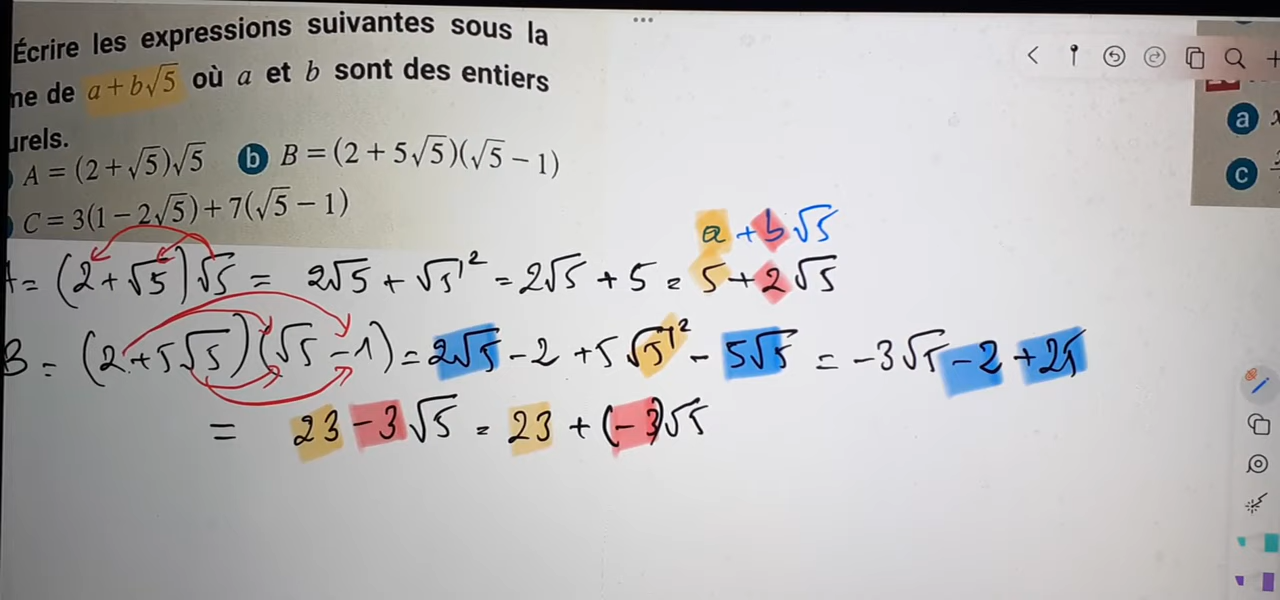 Écrire les expressions suivantes sous la
me de a + b√5 où a et b sont des entiers
urels.
A = (2 + √5)√5 b B = (2 + 5√5)(√5 − 1)
C = 3(1 − 2√5) + 7(√5 − 1)
a
c
a + b√5
A = (2 + √5)√5 = 2√5 + √5² = 2√5 + 5 = 5 + 2√5
B = (2 + 5√5)(√5 − 1) = 2√5 − 2 + 5√5² − 5√5 = −3√5 − 2 + 25
= 23 − 3√5 = 23 + (−3)√5